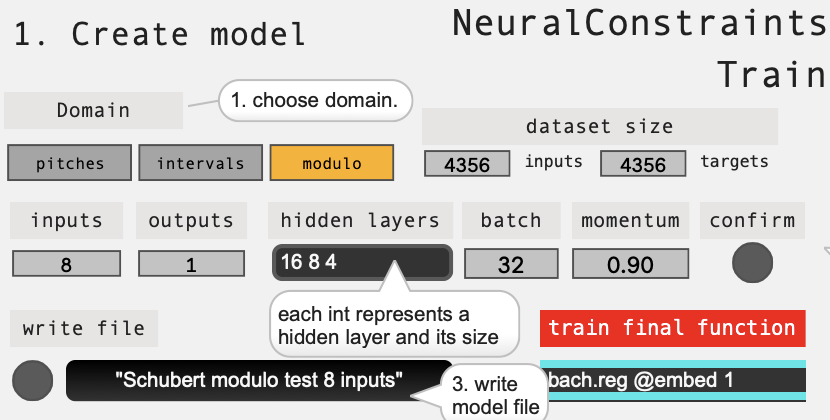 1. Create model
NeuralConstraints
Train
Domain
1. choose domain.
dataset size
pitches
intervals
modulo
4356
inputs
4356
targets
inputs
outputs
hidden layers
batch
momentum
confirm
8
1
16 8 4
32
0.90
each int represents a
hidden layer and its size
write file
train final function
"Schubert modulo test 8 inputs"
3. write
model file
bach.reg @embed 1